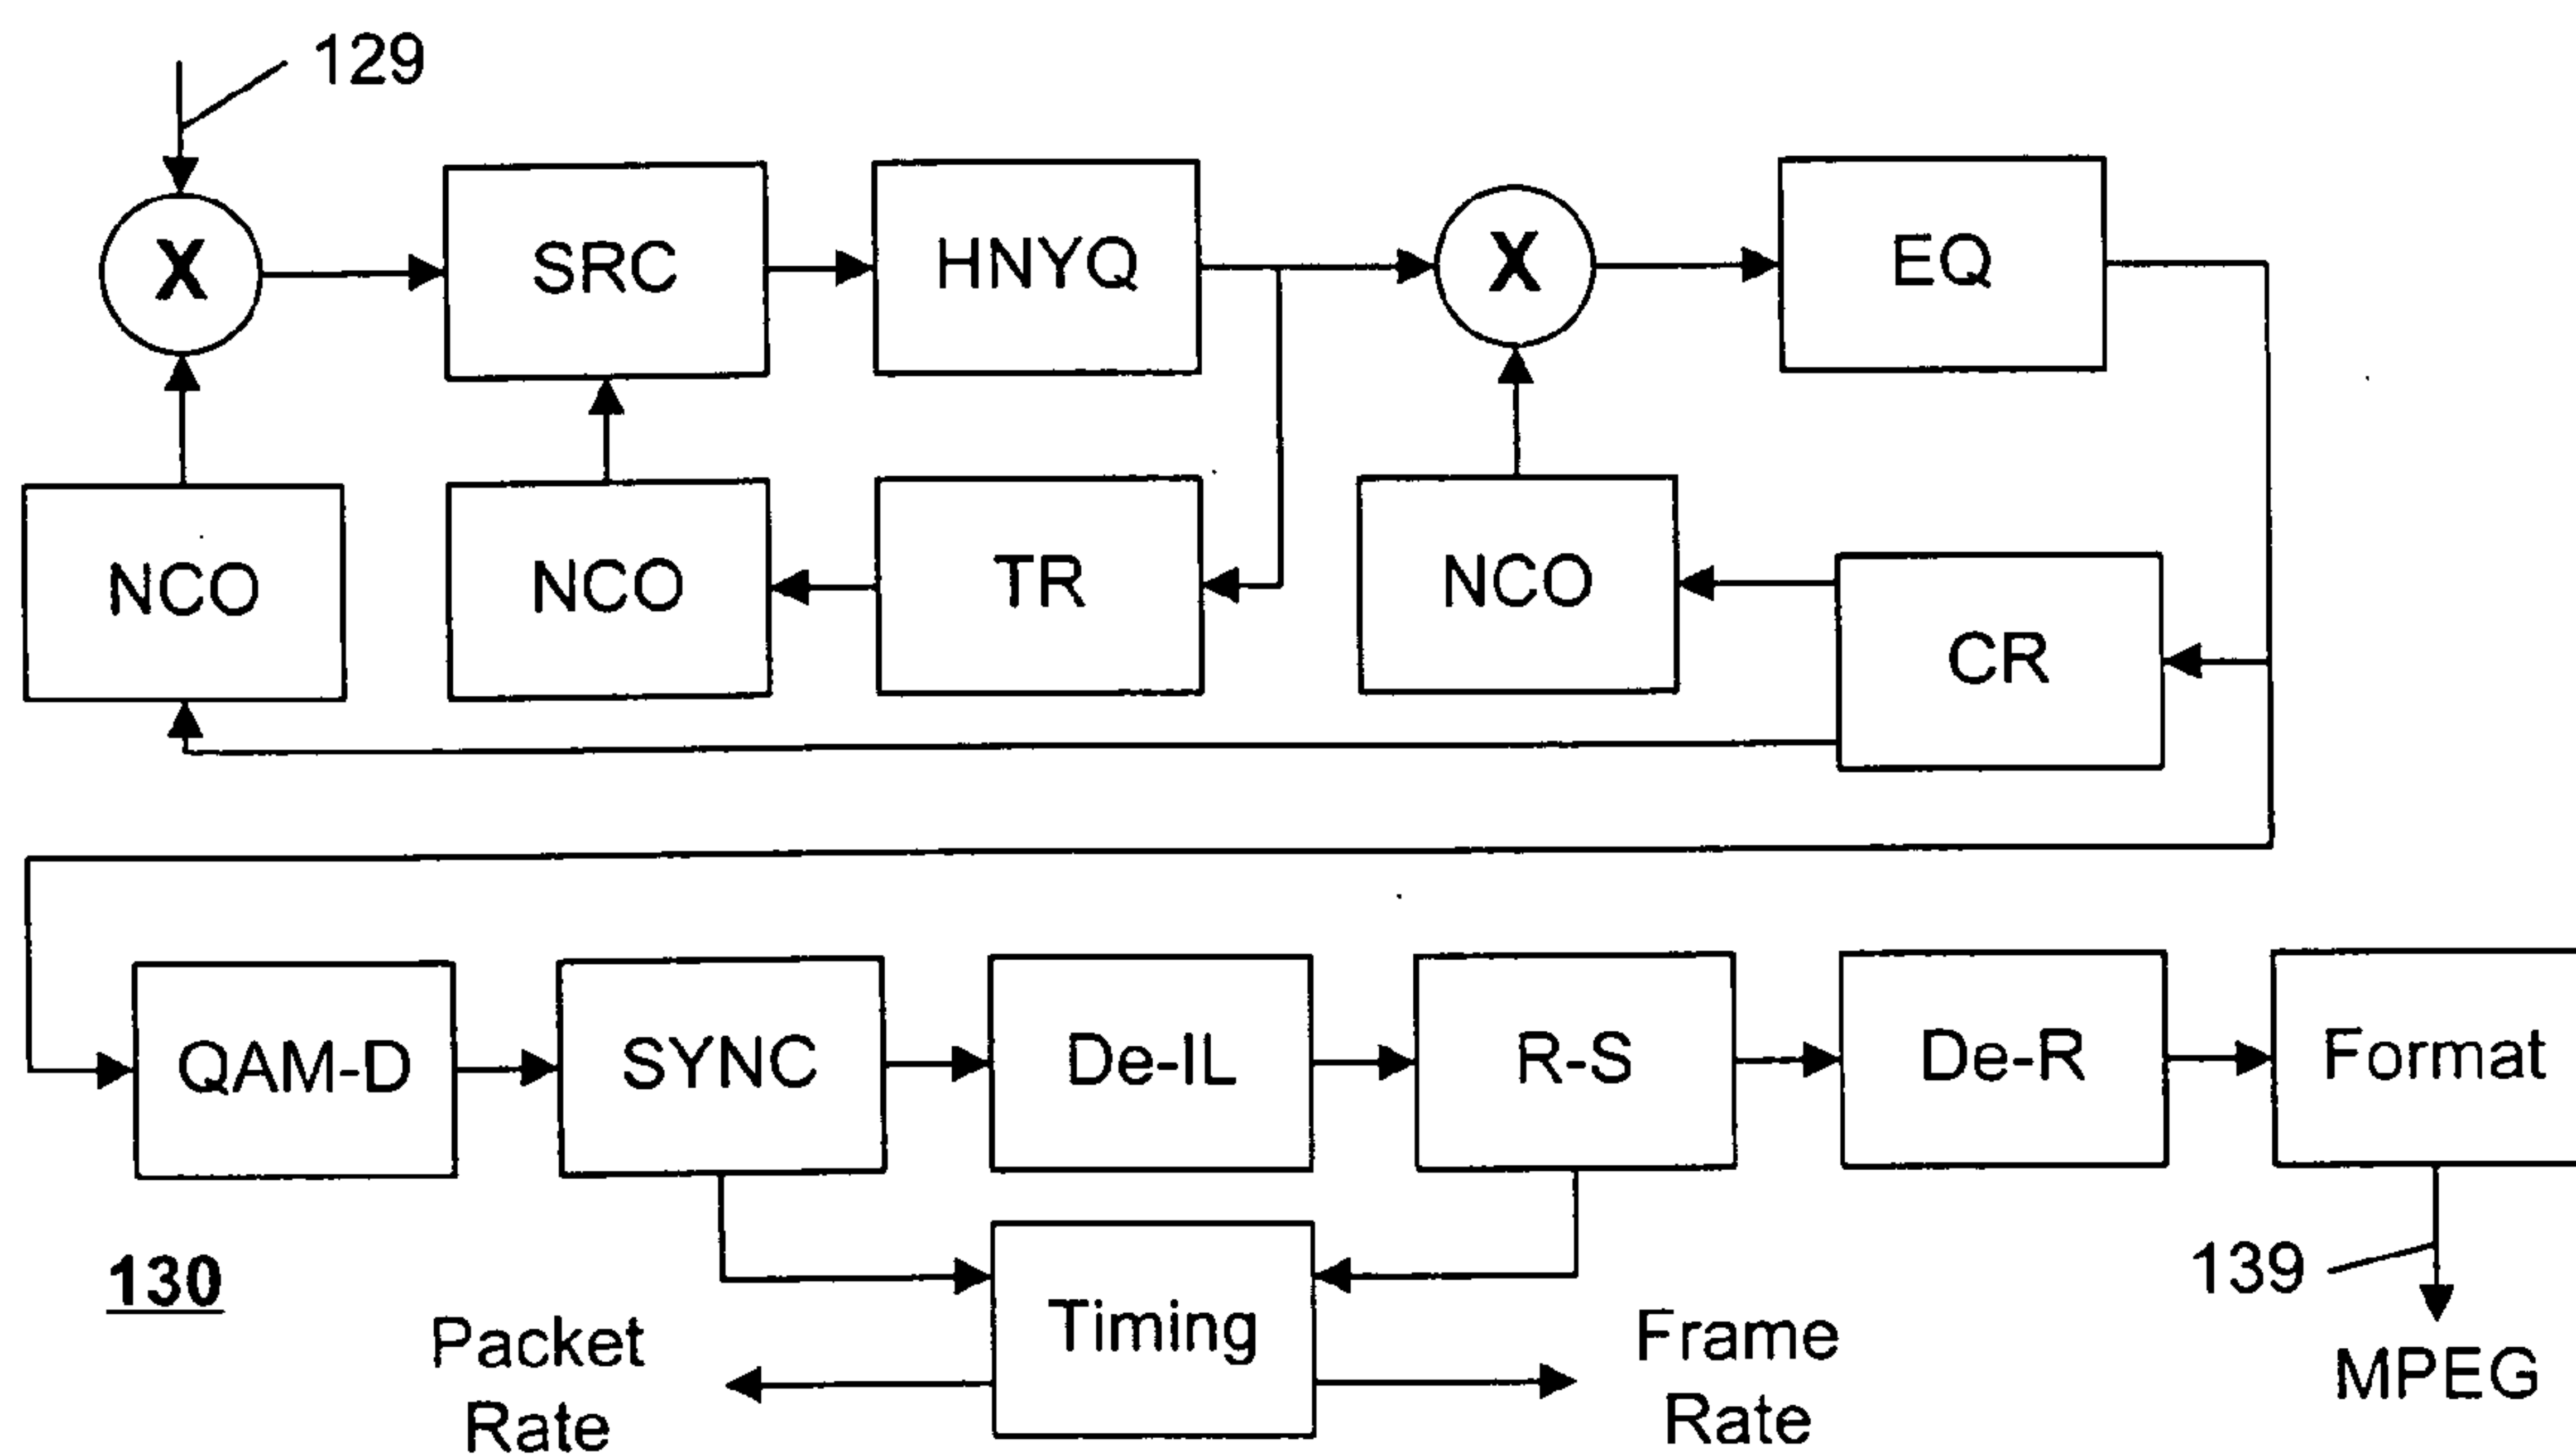 129
X
SRC
HNYQ
X
EQ
NCO
NCO
TR
NCO
CR
QAM-D
SYNC
De-IL
R-S
De-R
Format
130
Timing
139
Packet
Rate
Frame
Rate
MPEG